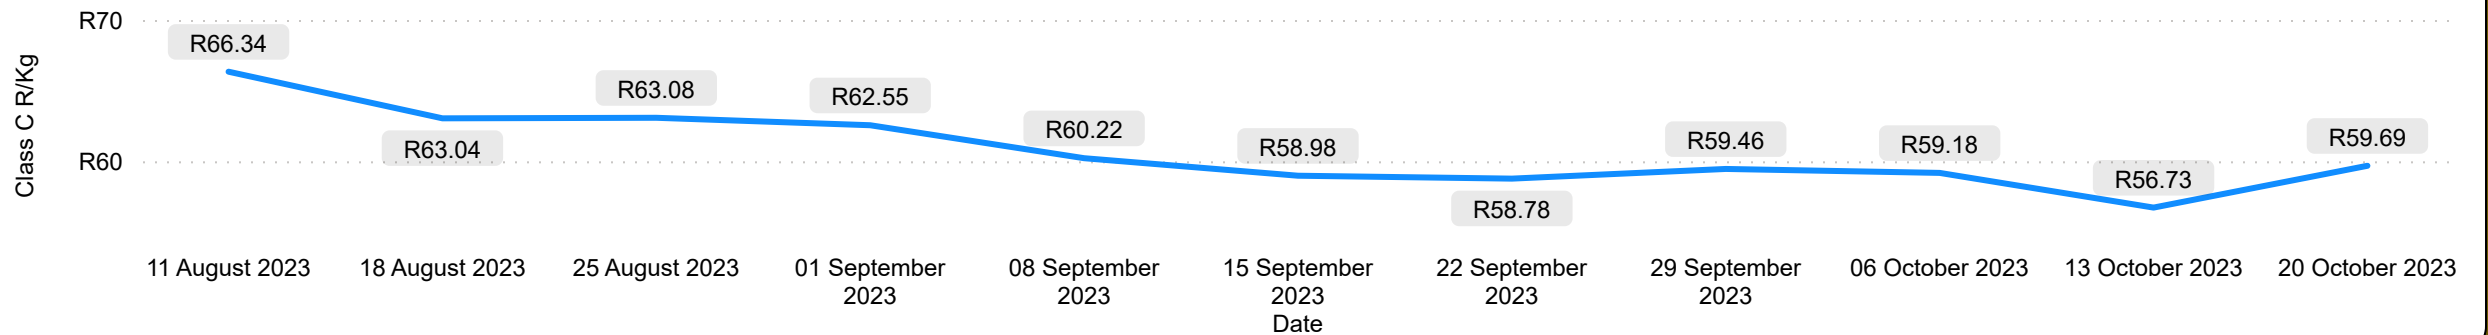 R70
R60
Class C R/Kg
R66.34
R63.04
R63.08
R62.55
R60.22
R58.98
R58.78
R59.46
R59.18
R56.73
R59.69
11 August 2023
18 August 2023
25 August 2023
01 September
2023
08 September
2023
15 September
2023
22 September
2023
29 September
2023
06 October 2023
13 October 2023
20 October 2023
Date